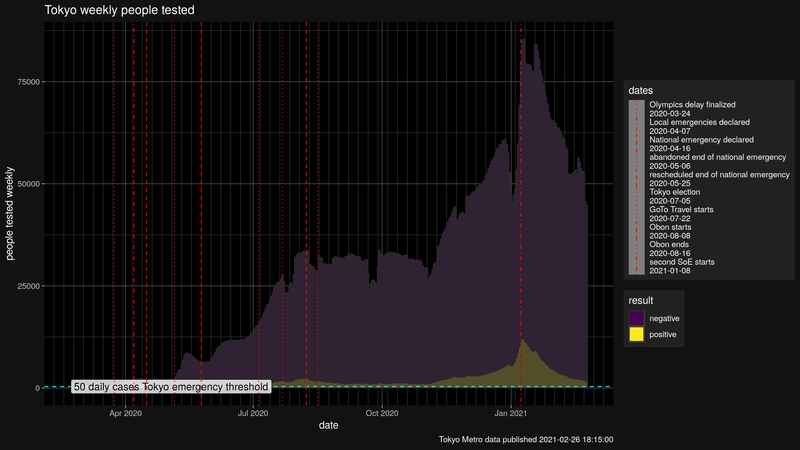 Tokyo weekly people tested
people tested weekly
75000
50000
25000
0
50 daily cases Tokyo emergency threshold
Apr 2020
Jul 2020
Oct 2020
Jan 2021
date
dates
Olympics delay finalized
2020-03-24
Local emergencies declared
2020-04-07
National emergency declared
2020-04-16
abandoned end of national emergency
2020-05-06
rescheduled end of national emergency
2020-05-25
Tokyo election
2020-07-05
GoTo Travel starts
2020-07-22
Obon starts
2020-08-08
Obon ends
2020-08-16
second SoE starts
2021-01-08
result
negative
positive
Tokyo Metro data published 2021-02-26 18:15:00